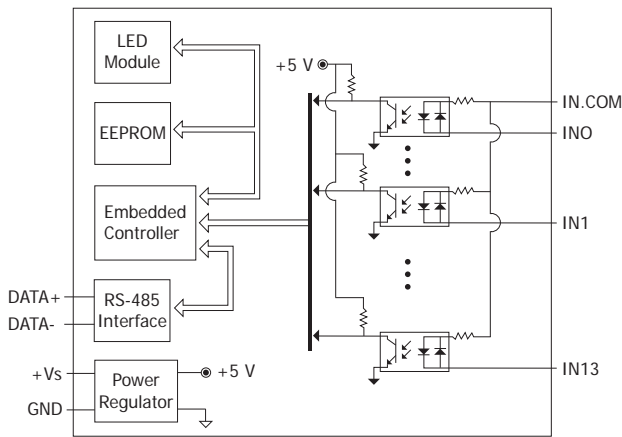 LED
Module
+5 V
IN.COM
INO
EEPROM
Embedded
Controller
IN1
DATA+
DATA-
RS-485
Interface
IN13
+Vs
GND
Power
Regulator
+5 V